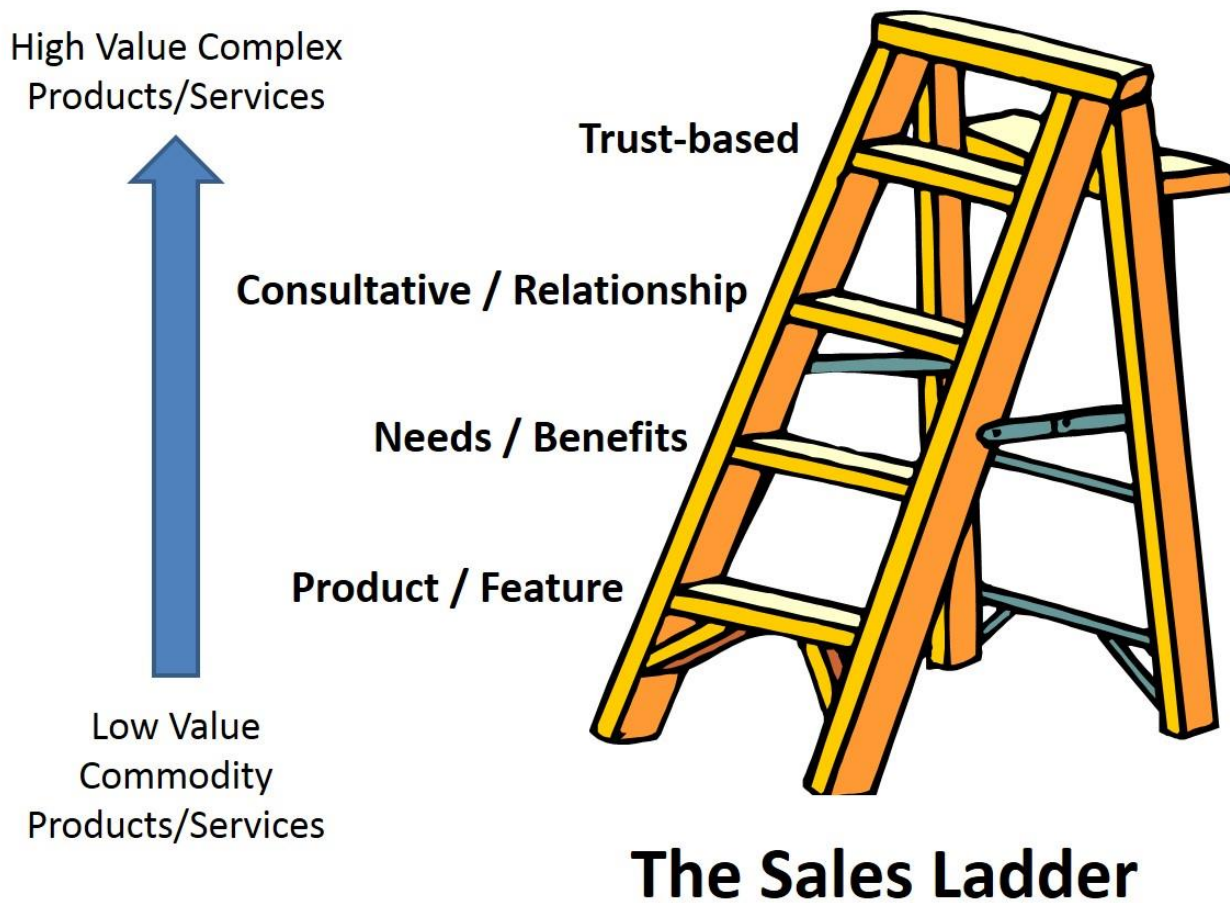 High Value Complex
Products/Services
Trust-based
Consultative / Relationship
Needs / Benefits
Product / Feature
Low Value
Commodity
Products/Services
The Sales Ladder